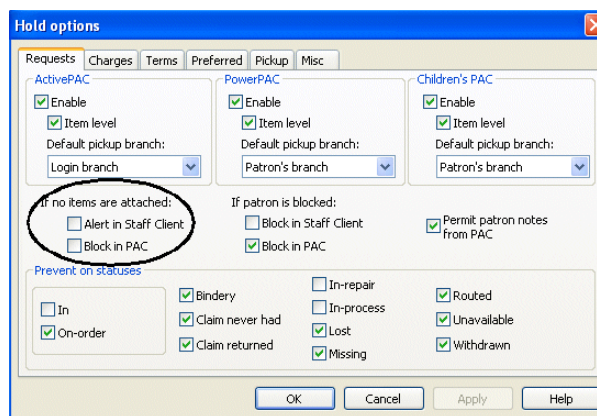 Hold options
Requests Charges Terms Preferred Pickup Misc
ActivePAC PowerPAC Children's PAC
Enable Enable Enable
Item level Item level Item level
Default pickup branch: Default pickup branch: Default pickup branch:
Login branch Patron's branch Patron's branch
If no items are attached: If patron is blocked:
Alert in Staff Client Block in Staff Client Permit patron notes
Block in PAC Block in PAC from PAC
Prevent on statuses
In Bindery In-repair Routed
On-order Claim never had In-process Unavailable
Claim returned Lost Withdrawn
Missing
OK Cancel Apply Help